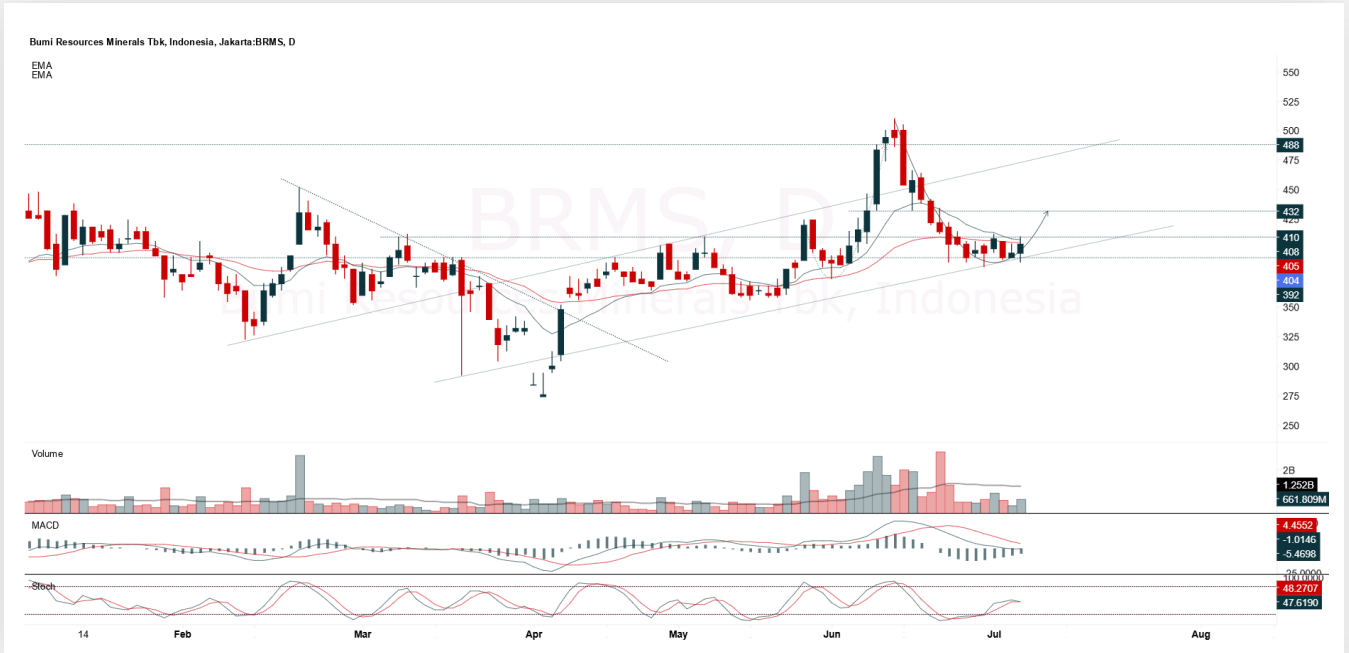 Bumi Resources Minerals Tbk, Indonesia, Jakarta:BRMS, D
EMA
EMA
BRMS, D
Bumi Resources Minerals Tbk, Indonesia
550
525
500
488
475
450
432
425
410
408
405
404
392
350
325
300
275
250
Volume
2B
1.252B
661.809M
MACD
4.4552
-1.0146
-5.4698
-25.0000
Stoch
100.0000
48.2707
47.6190
14 Feb Mar Apr May Jun Jul Aug